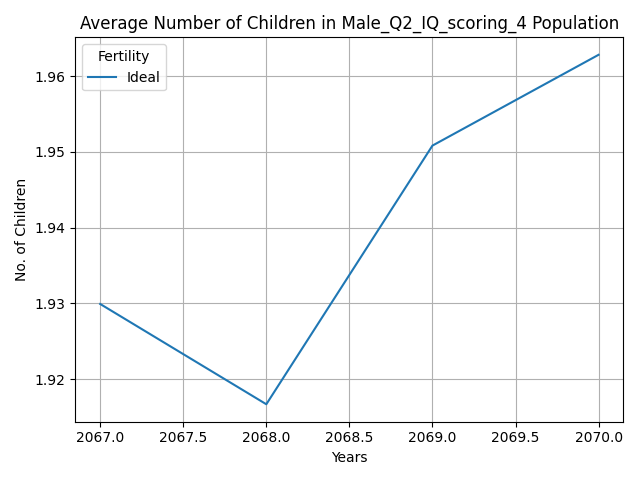 Average Number of Children in Male_Q2_IQ_scoring_4 Population
Fertility
Ideal
1.96
1.95
1.94
1.93
1.92
No. of Children
2067.0 2067.5 2068.0 2068.5 2069.0 2069.5 2070.0
Years